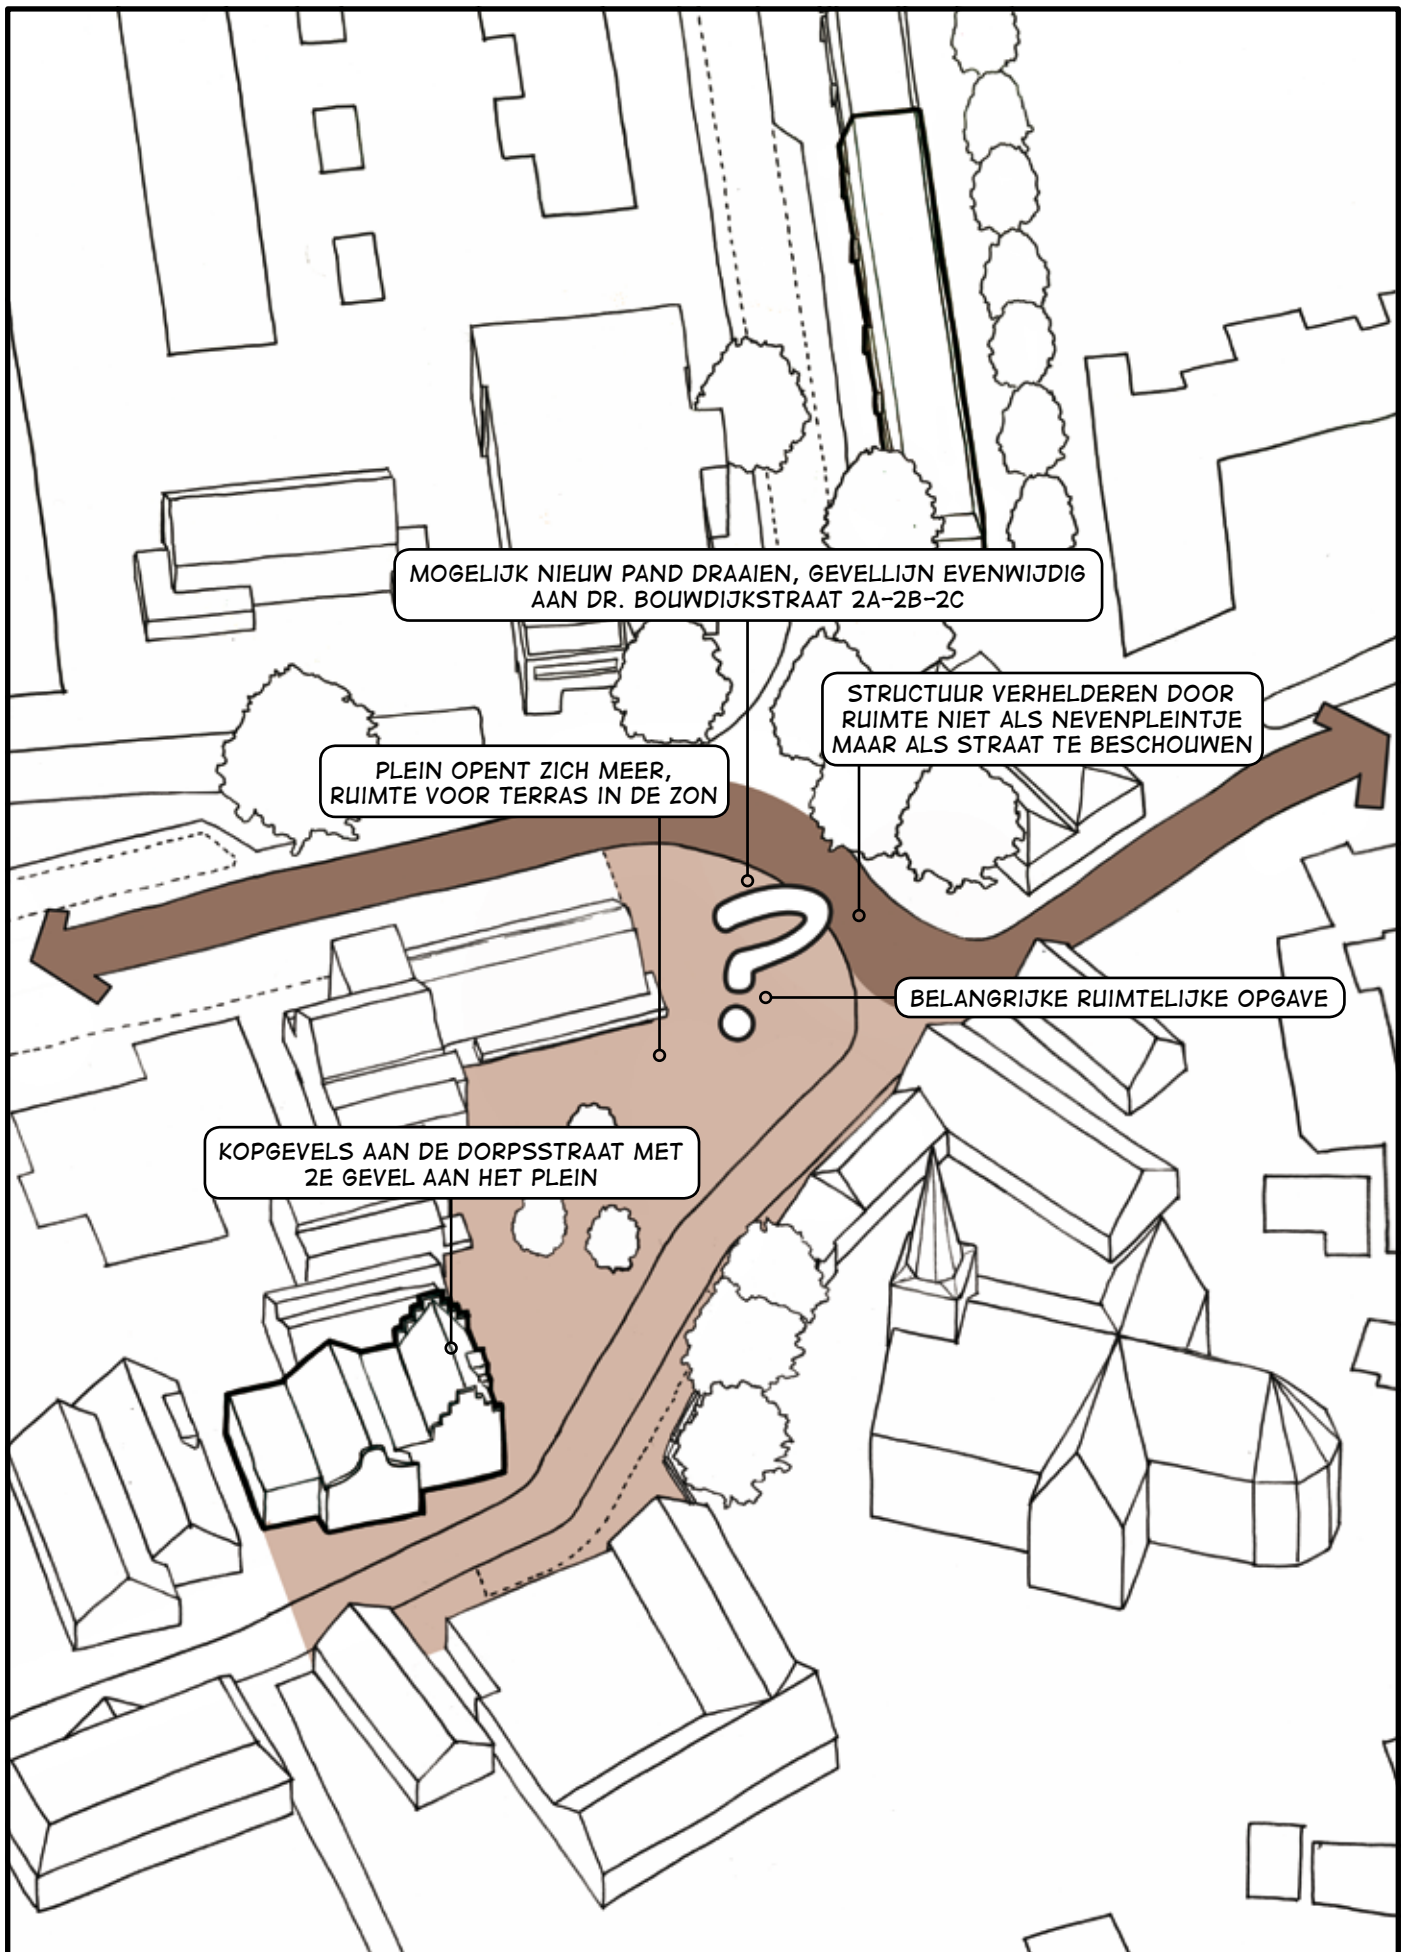 MOGELIJK NIEUW PAND DRAAIEN, GEVELLIJN EVENWIJDIG
AAN DR. BOUWDIJKSTRAAT 2A-2B-2C
STRUCTUUR VERHELDEREN DOOR
RUIMTE NIET ALS NEVENPLEINTJE
MAAR ALS STRAAT TE BESCHOUWEN
PLEIN OPENT ZICH MEER,
RUIMTE VOOR TERRAS IN DE ZON
?
BELANGRIJKE RUIMTELIJKE OPGAVE
KOPGEVELS AAN DE DORPSSTRAAT MET
2E GEVEL AAN HET PLEIN